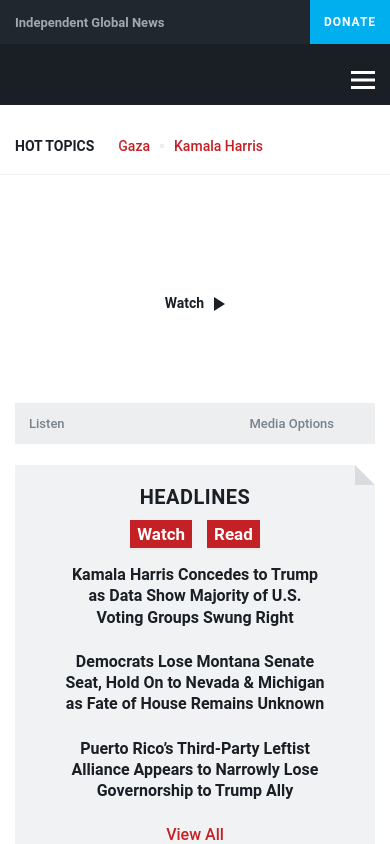 Independent Global News
DONATE
HOT TOPICS Gaza Kamala Harris
Watch
Listen Media Options
HEADLINES
Watch Read
Kamala Harris Concedes to Trump
as Data Show Majority of U.S.
Voting Groups Swung Right
Democrats Lose Montana Senate
Seat, Hold On to Nevada & Michigan
as Fate of House Remains Unknown
Puerto Rico’s Third-Party Leftist
Alliance Appears to Narrowly Lose
Governorship to Trump Ally
View All